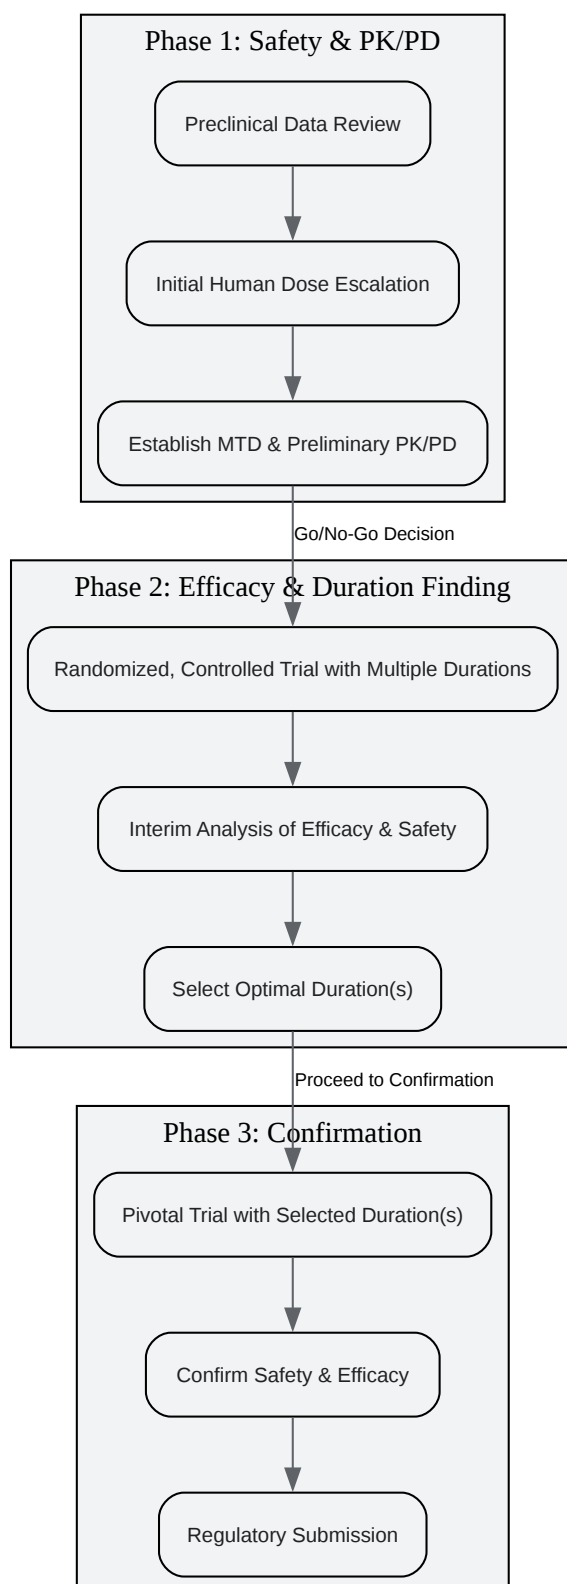 Phase 1: Safety & PK/PD
Preclinical Data Review
Initial Human Dose Escalation
Establish MTD & Preliminary PK/PD
Go/No-Go Decision
Phase 2: Efficacy & Duration Finding
Randomized, Controlled Trial with Multiple Durations
Interim Analysis of Efficacy & Safety
Select Optimal Duration(s)
Proceed to Confirmation
Phase 3: Confirmation
Pivotal Trial with Selected Duration(s)
Confirm Safety & Efficacy
Regulatory Submission